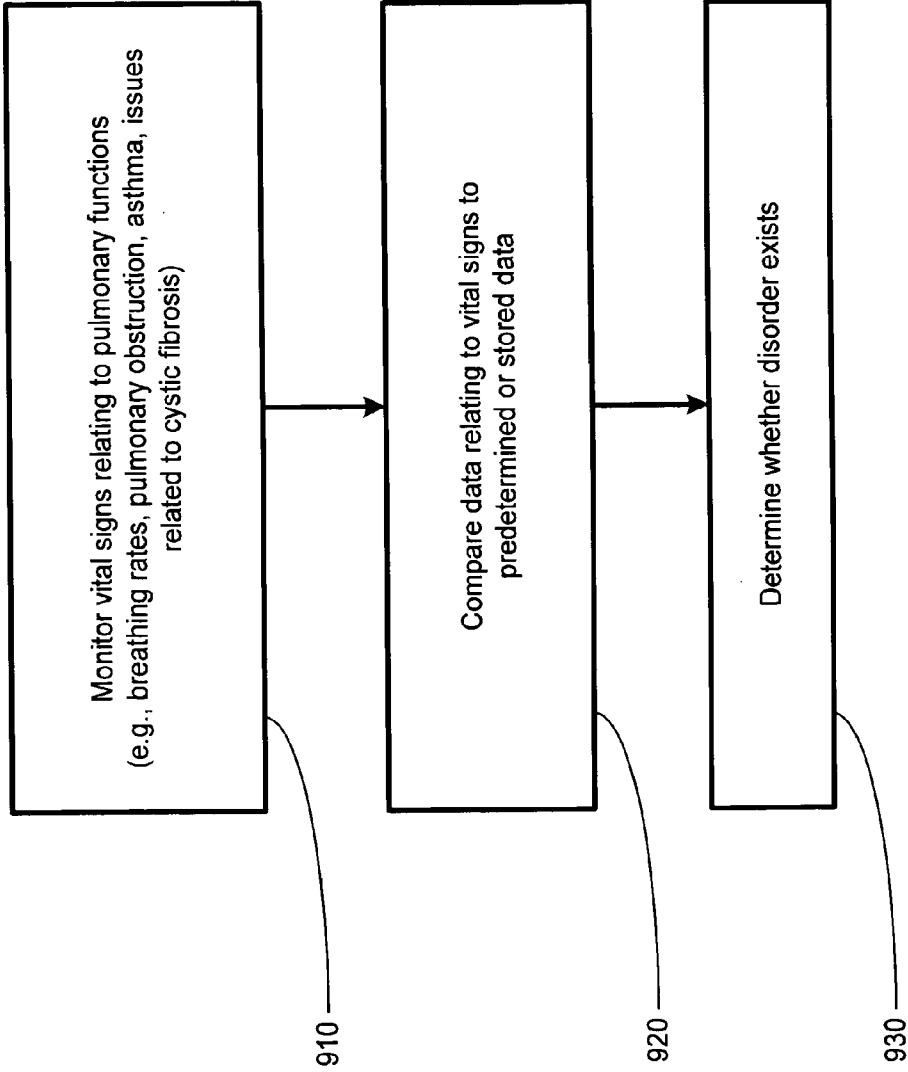 910
Monitor vital signs relating to pulmonary functions
(e.g., breathing rates, pulmonary obstruction, asthma, issues
related to cystic fibrosis)
920
Compare data relating to vital signs to
predetermined or stored data
930
Determine whether disorder exists